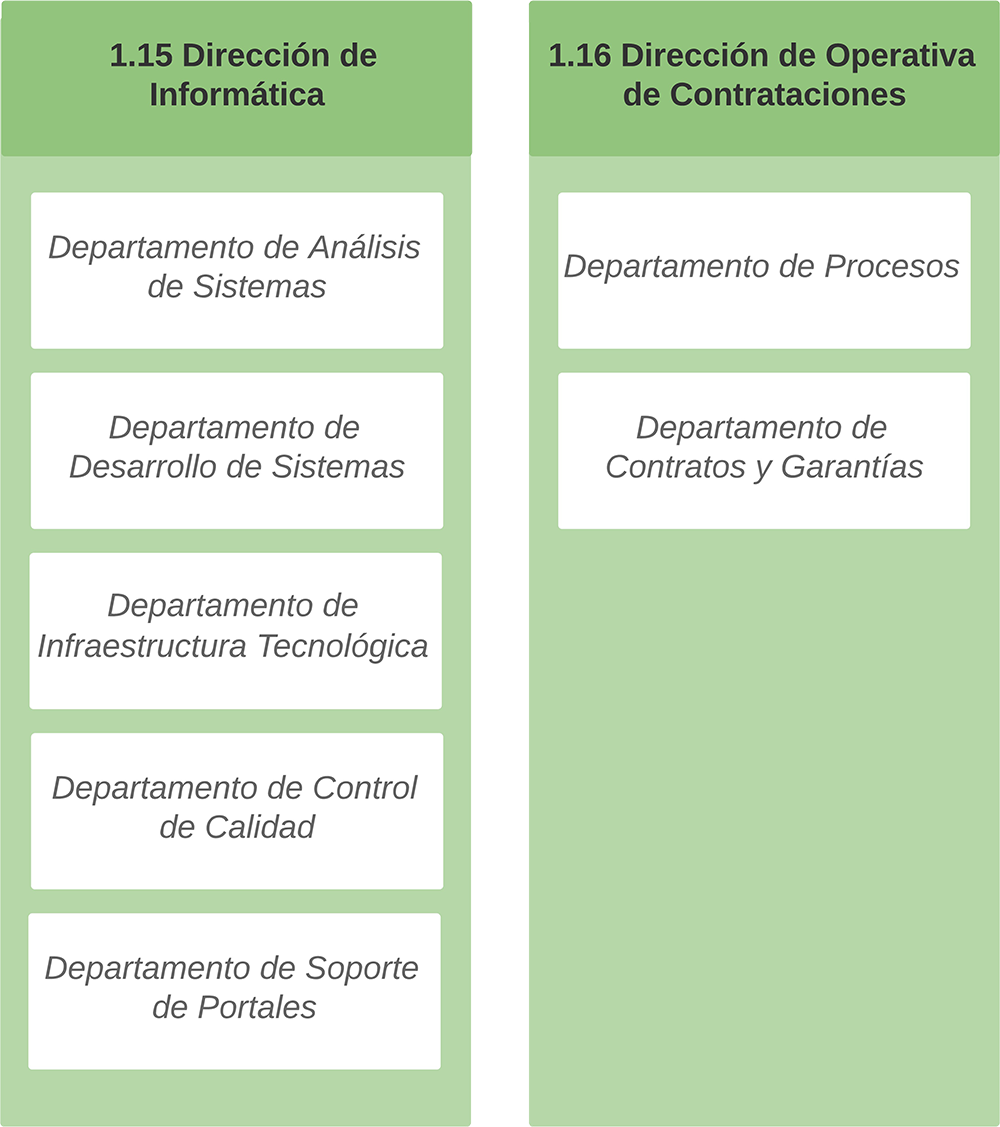 1.15 Dirección de
Informática
Departamento de Análisis
de Sistemas
Departamento de
Desarrollo de Sistemas
Departamento de
Infraestructura Tecnológica
Departamento de Control
de Calidad
Departamento de Soporte
de Portales
1.16 Dirección de Operativa
de Contrataciones
Departamento de Procesos
Departamento de
Contratos y Garantías